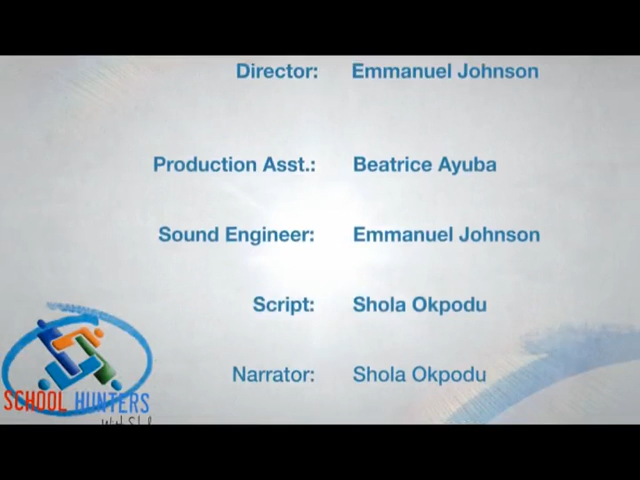 Director: Emmanuel Johnson
Production Asst.: Beatrice Ayuba
Sound Engineer: Emmanuel Johnson
Script: Shola Okpodu
Narrator: Shola Okpodu
SCHOOL HUNTERS